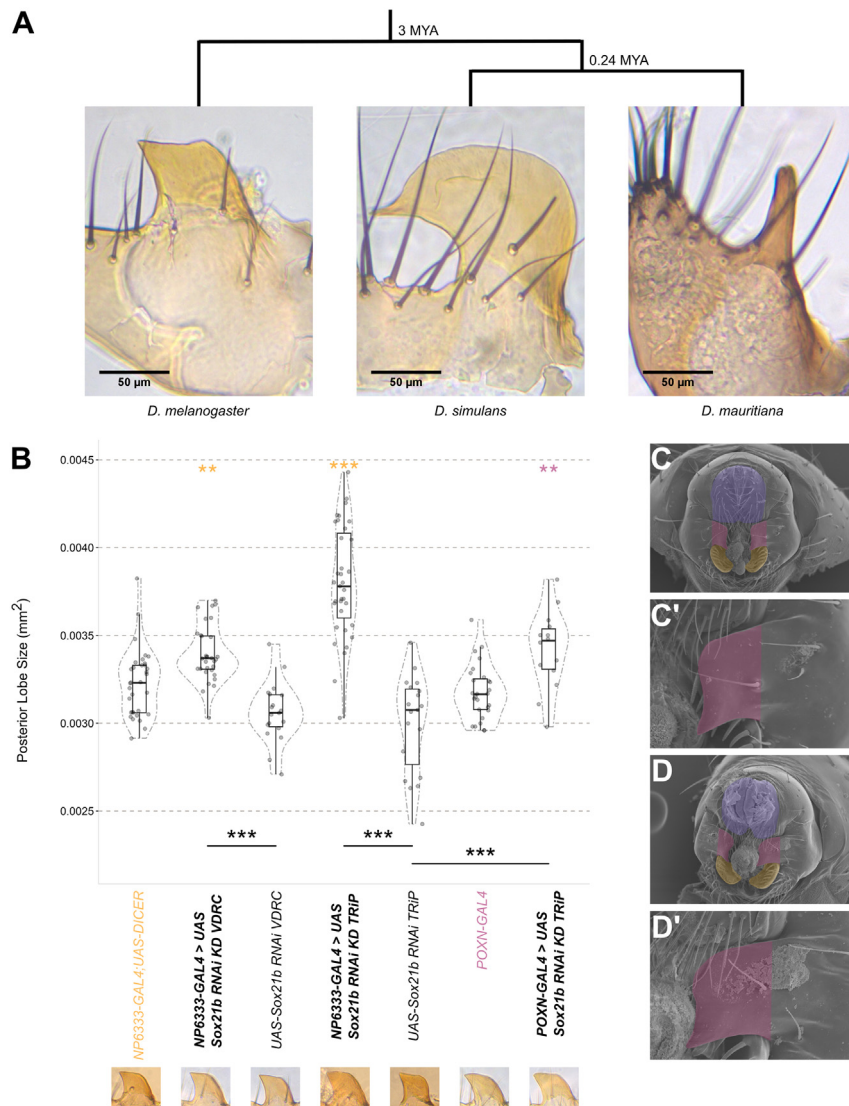 A
3 MYA
0.24 MYA
50 µm
50 µm
50 µm
D. melanogaster
D. simulans
D. mauritiana
B
Posterior Lobe Size (mm²)
0.0045
0.0040
0.0035
0.0030
0.0025
**
***
**
***
***
***
NP6333-GAL4;UAS-DICER
NP6333-GAL4 > UAS
Sox21b RNAi KD VDRC
UAS-Sox21b RNAi VDRC
NP6333-GAL4 > UAS
Sox21b RNAi KD TRiP
UAS-Sox21b RNAi TRiP
POXN-GAL4
POXN-GAL4 > UAS
Sox21b RNAi KD TRiP
C
C'
D
D'